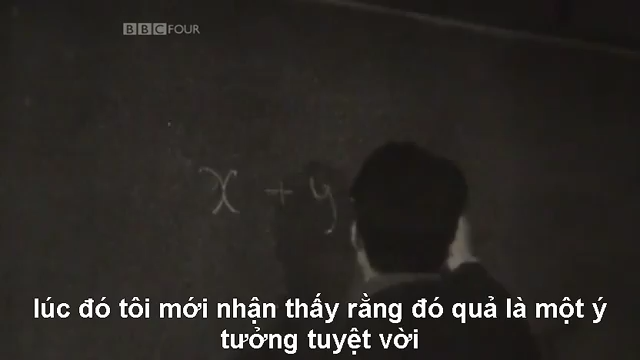 BBC FOUR
x + y
lúc đó tôi mới nhận thấy rằng đó quả là một ý
tưởng tuyệt vời